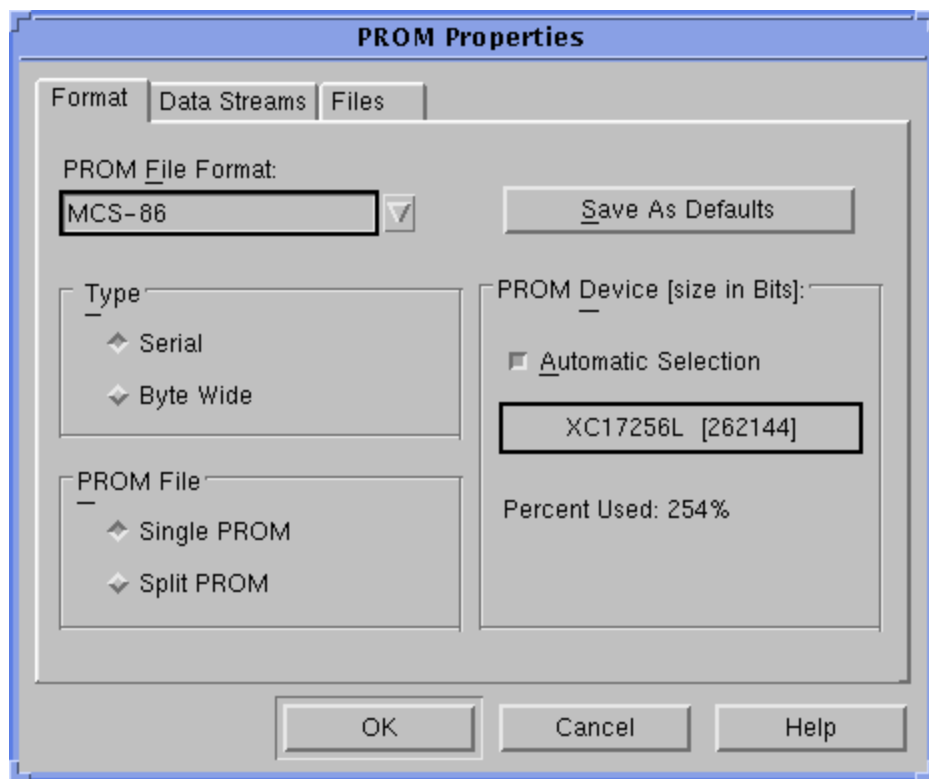 PROM Properties
Format
Data Streams
Files
PROM File Format:
MCS-86
Save As Defaults
Type
Serial
Byte Wide
PROM Device [size in Bits]:
Automatic Selection
XC17256L [262144]
Percent Used: 254%
PROM File
Single PROM
Split PROM
OK
Cancel
Help